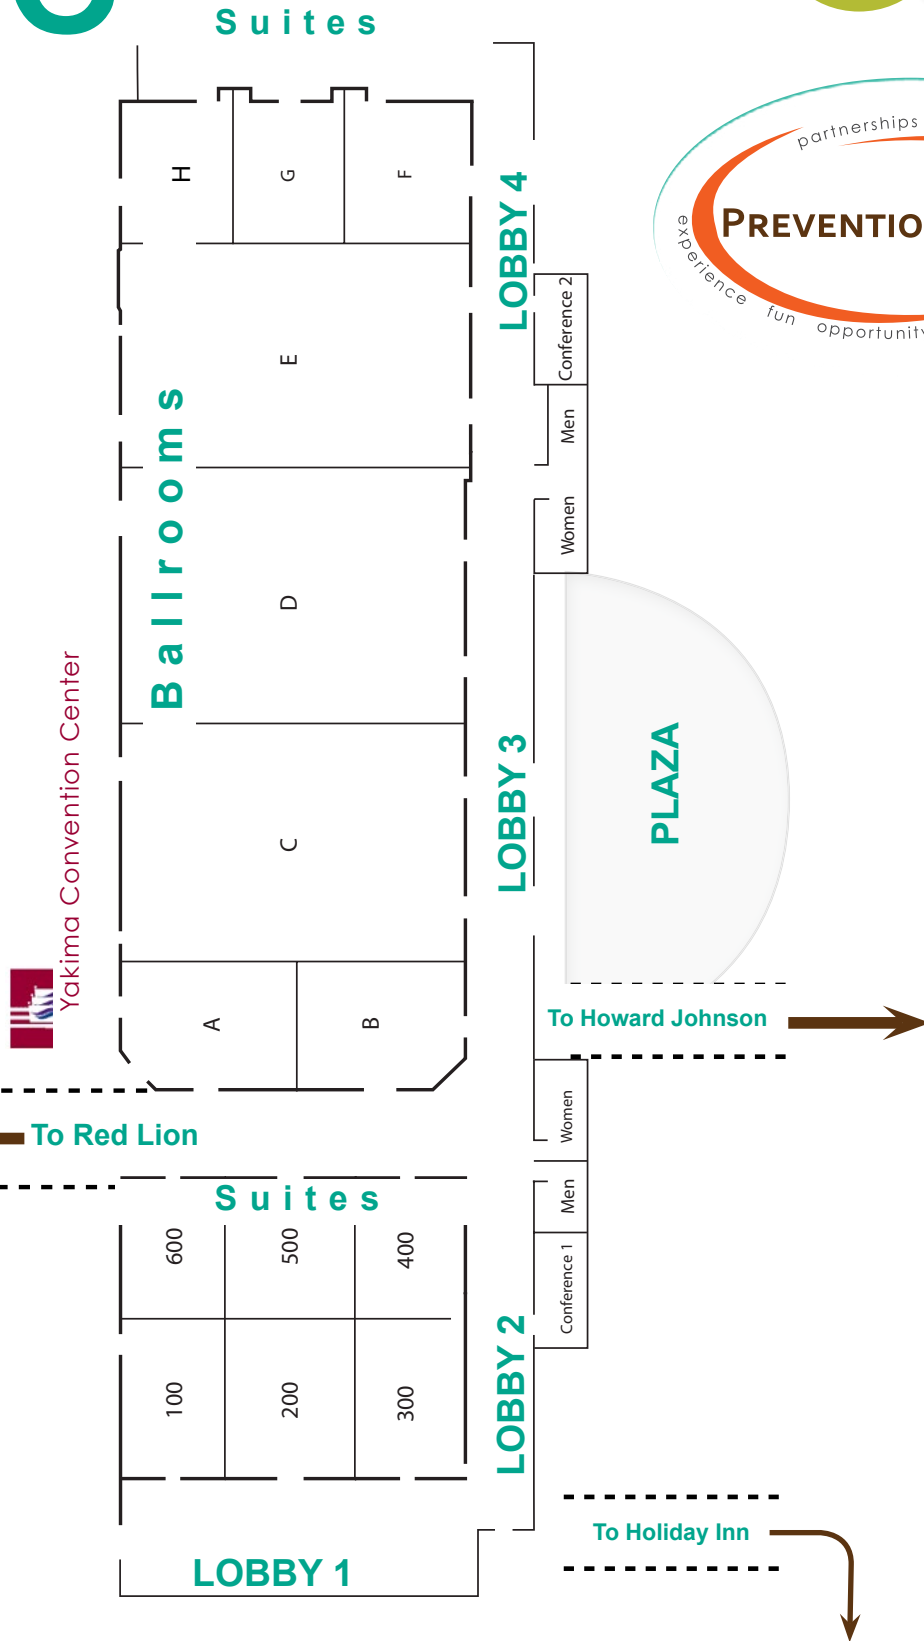 Suites
partnerships
PREVENTIO
experience fun opportunity
H
G
F
LOBBY 4
Conference 2
E
Men
Ballrooms
Women
D
Yakima Convention Center
LOBBY 3
PLAZA
C
A
B
To Howard Johnson
To Red Lion
Women
Suites
Men
600
500
400
Conference 1
LOBBY 2
100
200
300
To Holiday Inn
LOBBY 1